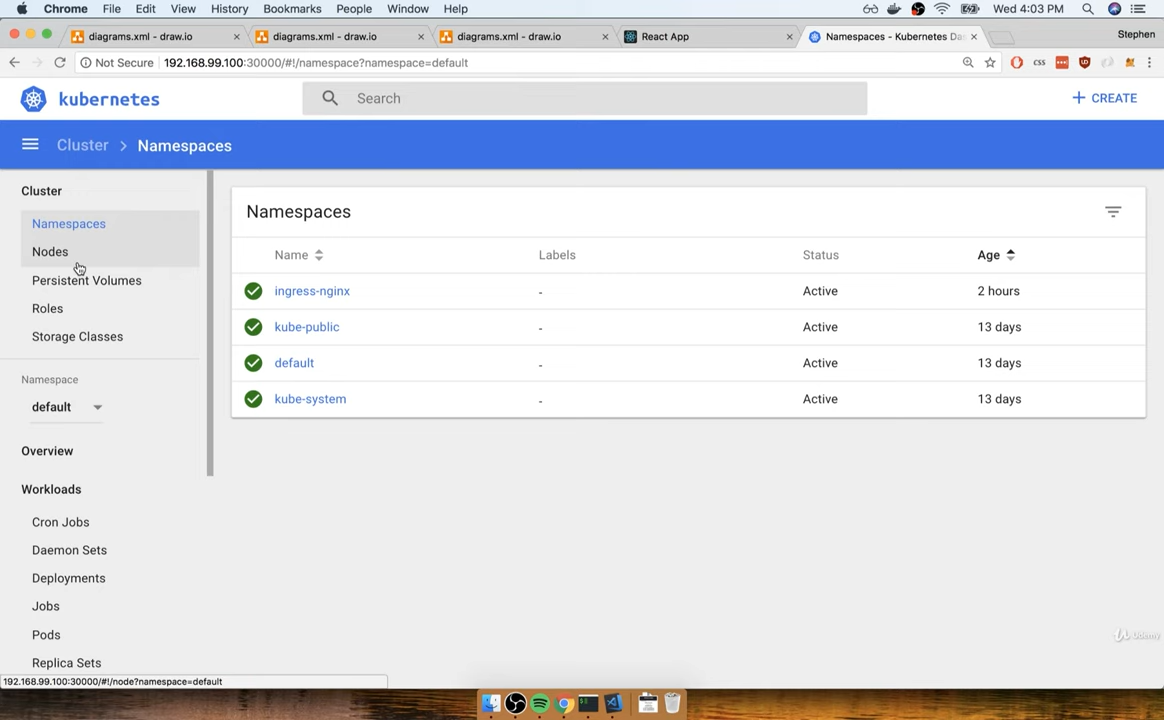 Chrome File Edit View History Bookmarks People Window Help Wed 4:03 PM
diagrams.xml - draw.io diagrams.xml - draw.io diagrams.xml - draw.io React App Namespaces - Kubernetes Da Stephen
Not Secure 192.168.99.100:30000/#!/namespace?namespace=default CSS
kubernetes Search CREATE
Cluster Namespaces
Cluster
Namespaces
Nodes
Persistent Volumes
Roles
Storage Classes
Namespace
default
Overview
Workloads
Cron Jobs
Daemon Sets
Deployments
Jobs
Pods
Replica Sets
Namespaces
Name Labels Status Age
ingress-nginx - Active 2 hours
kube-public - Active 13 days
default - Active 13 days
kube-system - Active 13 days
Udemy
192.168.99.100:30000/#!/node?namespace=default